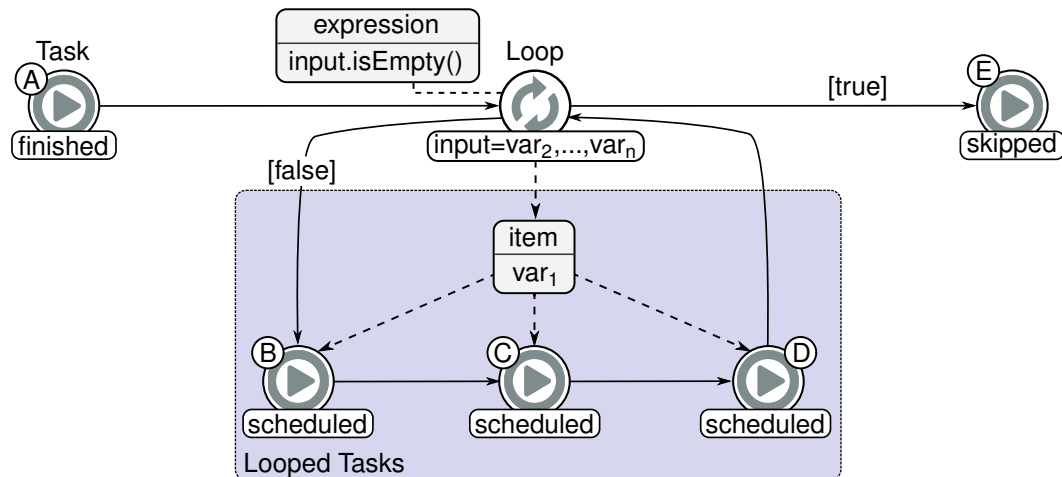 expression
input.isEmpty()
Task
Loop
A
E
[true]
finished
input=var₂,...,varₙ
skipped
[false]
item
var₁
B
C
D
scheduled
scheduled
scheduled
Looped Tasks